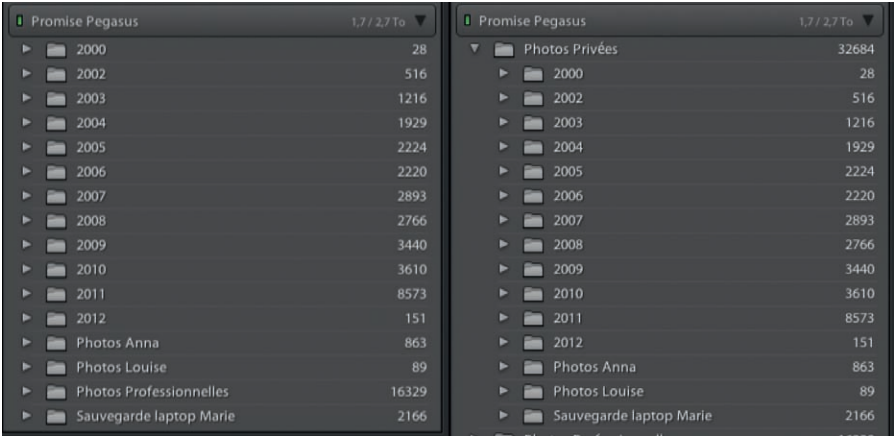 Promise Pegasus 1,7 / 2,7 To
2000 28
2002 516
2003 1216
2004 1929
2005 2224
2006 2220
2007 2893
2008 2766
2009 3440
2010 3610
2011 8573
2012 151
Photos Anna 863
Photos Louise 89
Photos Professionnelles 16329
Sauvegarde laptop Marie 2166
Promise Pegasus 1,7 / 2,7 To
Photos Privées 32684
2000 28
2002 516
2003 1216
2004 1929
2005 2224
2006 2220
2007 2893
2008 2766
2009 3440
2010 3610
2011 8573
2012 151
Photos Anna 863
Photos Louise 89
Sauvegarde laptop Marie 2166